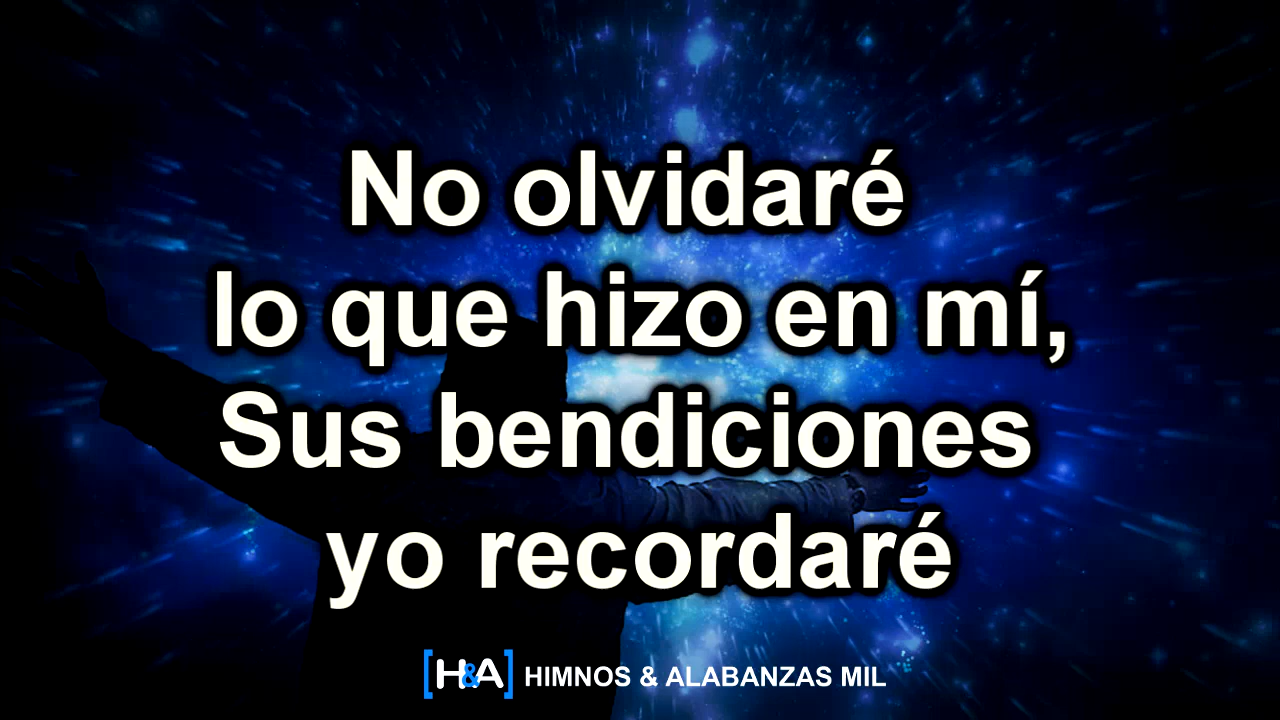 No olvidaré
lo que hizo en mí,
Sus bendiciones
yo recordaré
[H&A] HIMNOS & ALABANZAS MIL